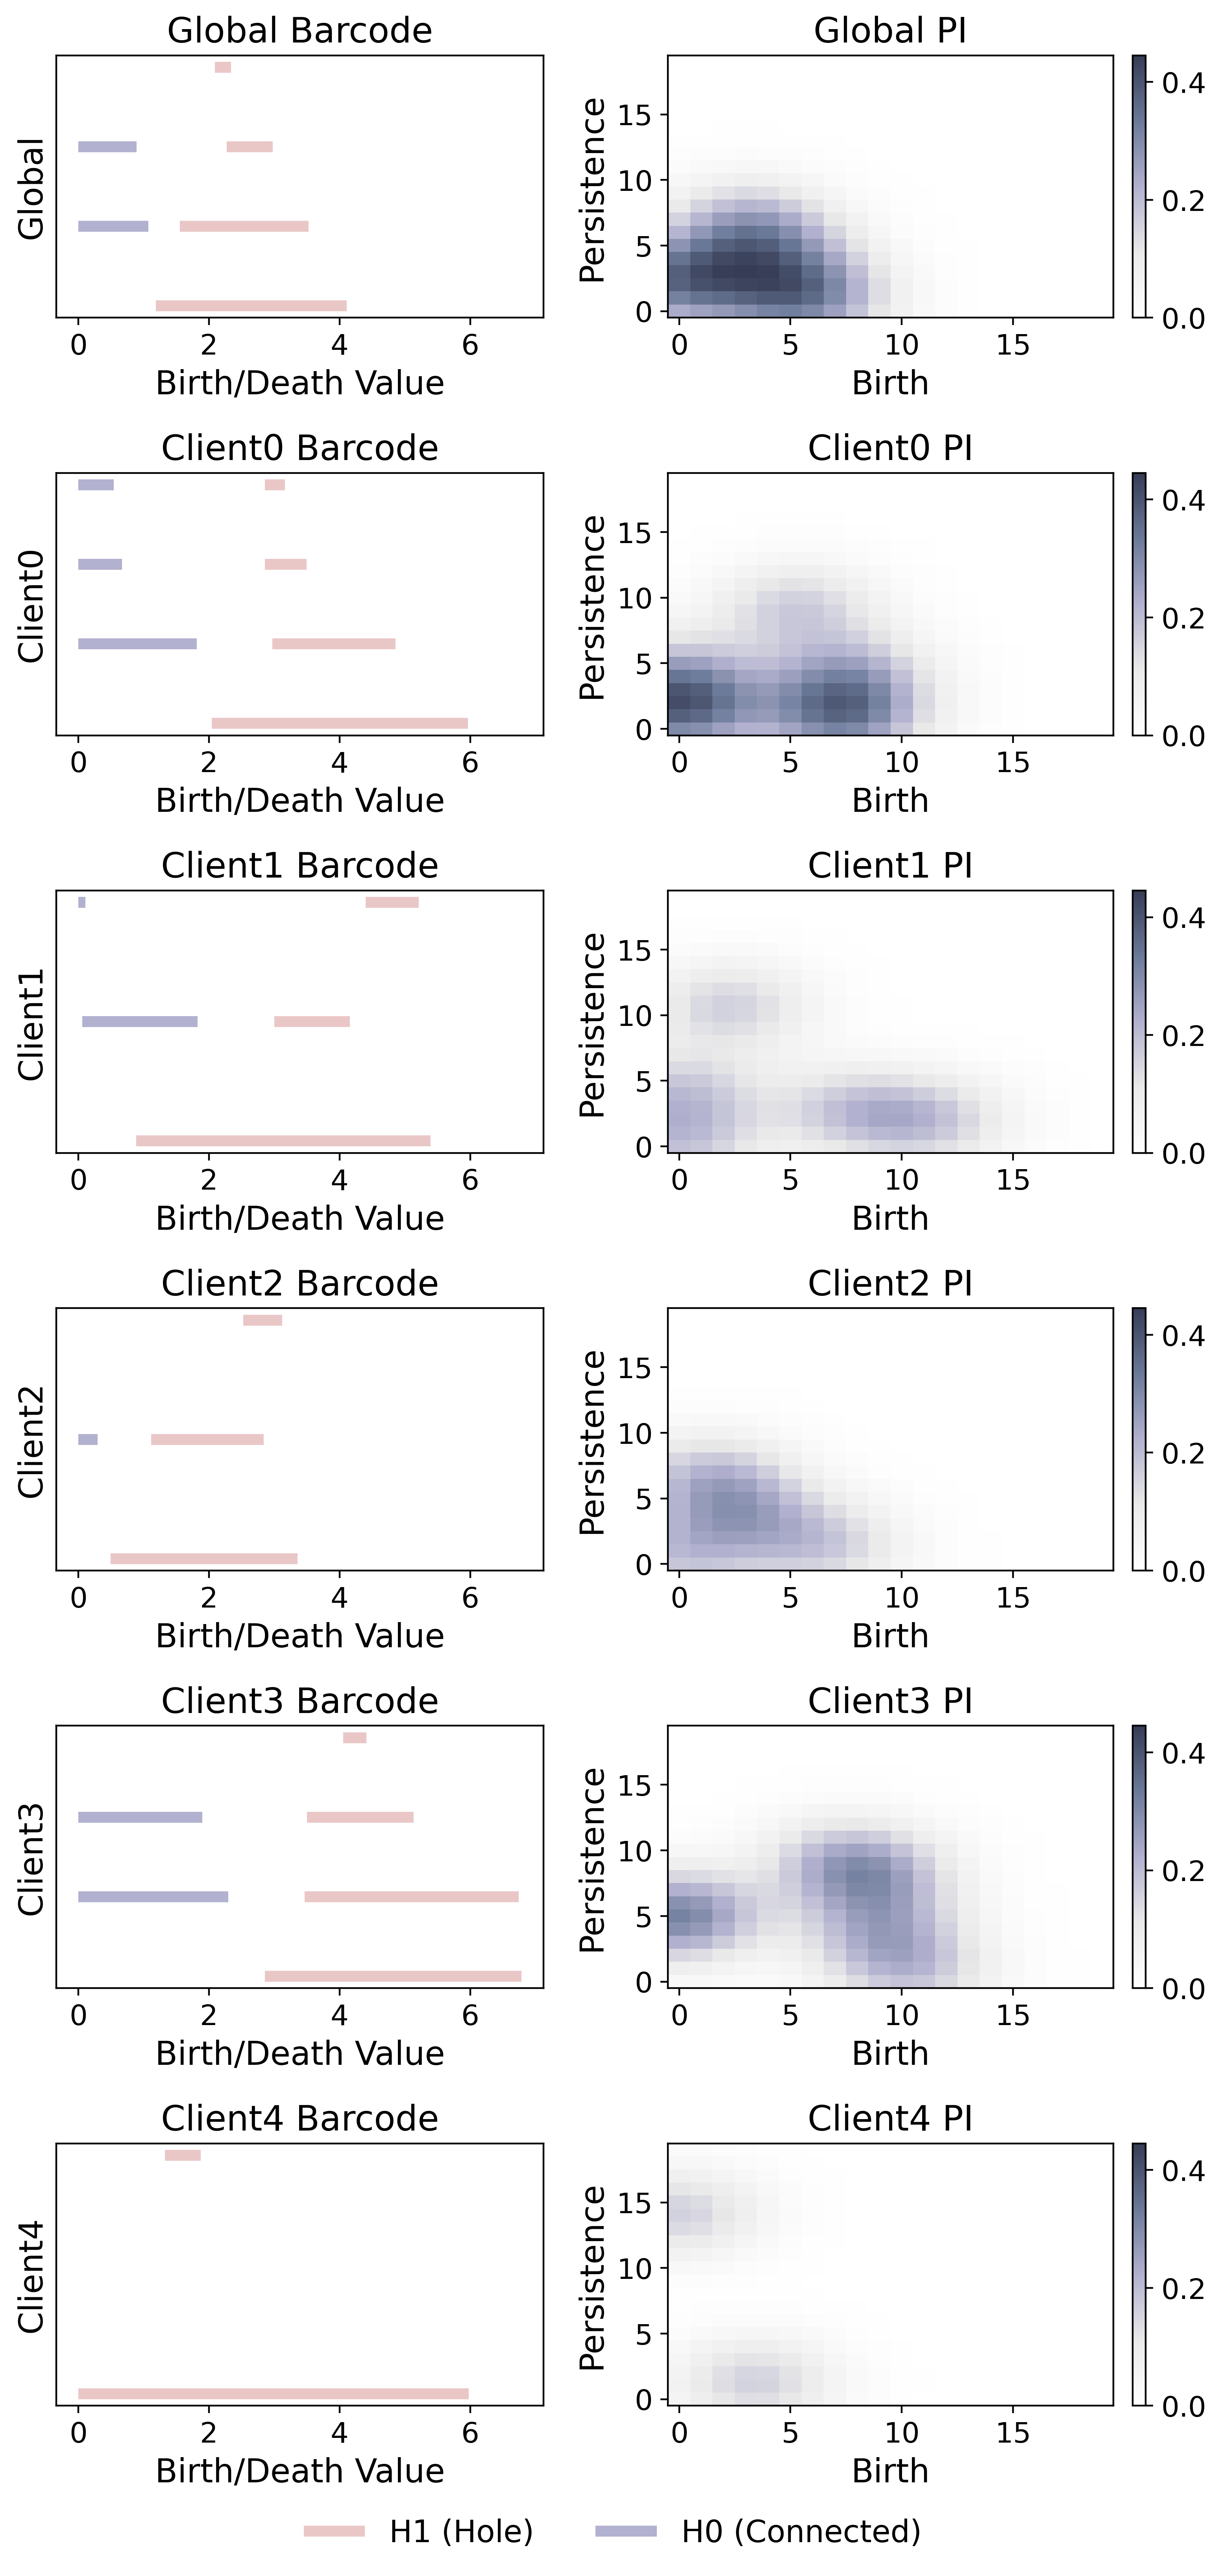 Global Barcode
Global PI
Global
0 2 4 6
Birth/Death Value
Persistence
15
10
5
0
0 5 10 15
Birth
0.4
0.2
0.0
Client0 Barcode
Client0 PI
Client0
0 2 4 6
Birth/Death Value
Persistence
15
10
5
0
0 5 10 15
Birth
0.4
0.2
0.0
Client1 Barcode
Client1 PI
Client1
0 2 4 6
Birth/Death Value
Persistence
15
10
5
0
0 5 10 15
Birth
0.4
0.2
0.0
Client2 Barcode
Client2 PI
Client2
0 2 4 6
Birth/Death Value
Persistence
15
10
5
0
0 5 10 15
Birth
0.4
0.2
0.0
Client3 Barcode
Client3 PI
Client3
0 2 4 6
Birth/Death Value
Persistence
15
10
5
0
0 5 10 15
Birth
0.4
0.2
0.0
Client4 Barcode
Client4 PI
Client4
0 2 4 6
Birth/Death Value
Persistence
15
10
5
0
0 5 10 15
Birth
0.4
0.2
0.0
H1 (Hole)
H0 (Connected)